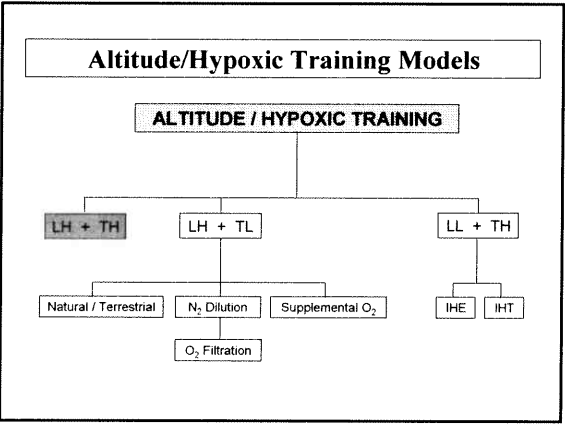 Altitude/Hypoxic Training Models
ALTITUDE / HYPOXIC TRAINING
LH + TH
LH + TL
LL + TH
Natural / Terrestrial
N₂ Dilution
Supplemental O₂
IHE
IHT
O₂ Filtration